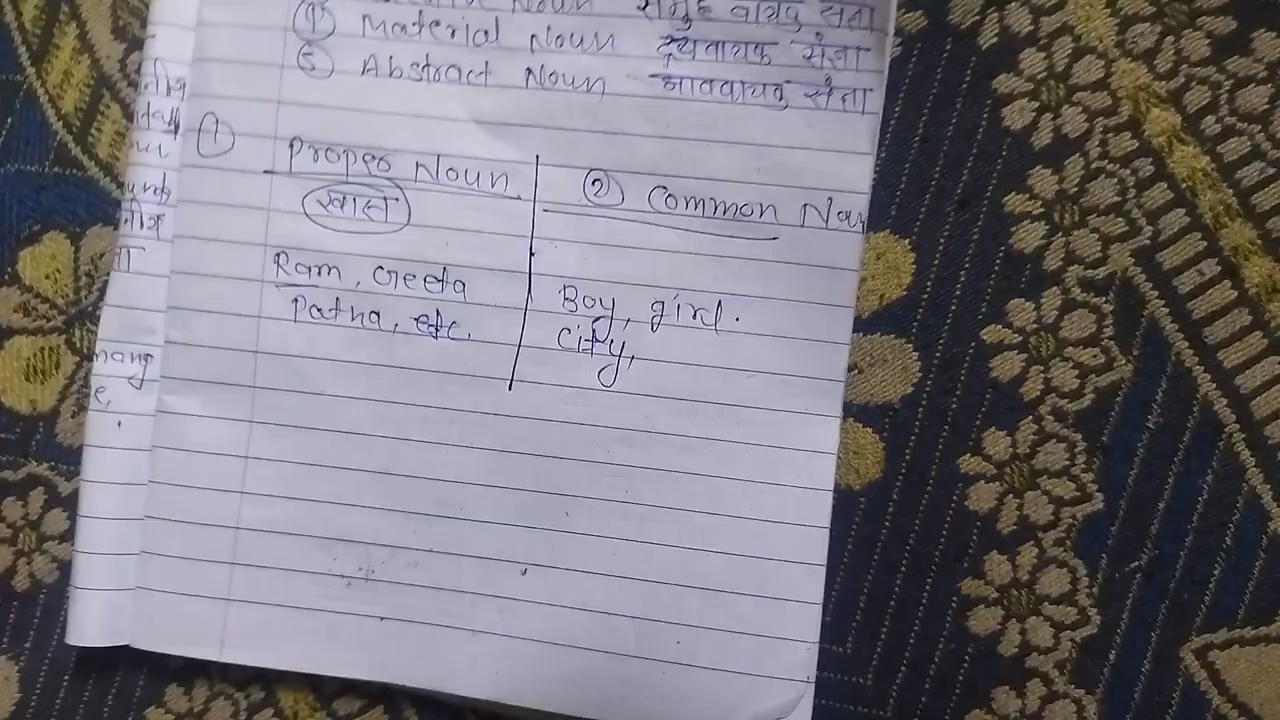 Noun समुह वाचक संज्ञा
④ Material Noun द्रव्यवाचक संज्ञा
⑤ Abstract Noun भाववाचक संज्ञा
① Proper Noun
खास
② Common Noun
Ram, Geeta
Patna, etc.
Boy, girl.
City,